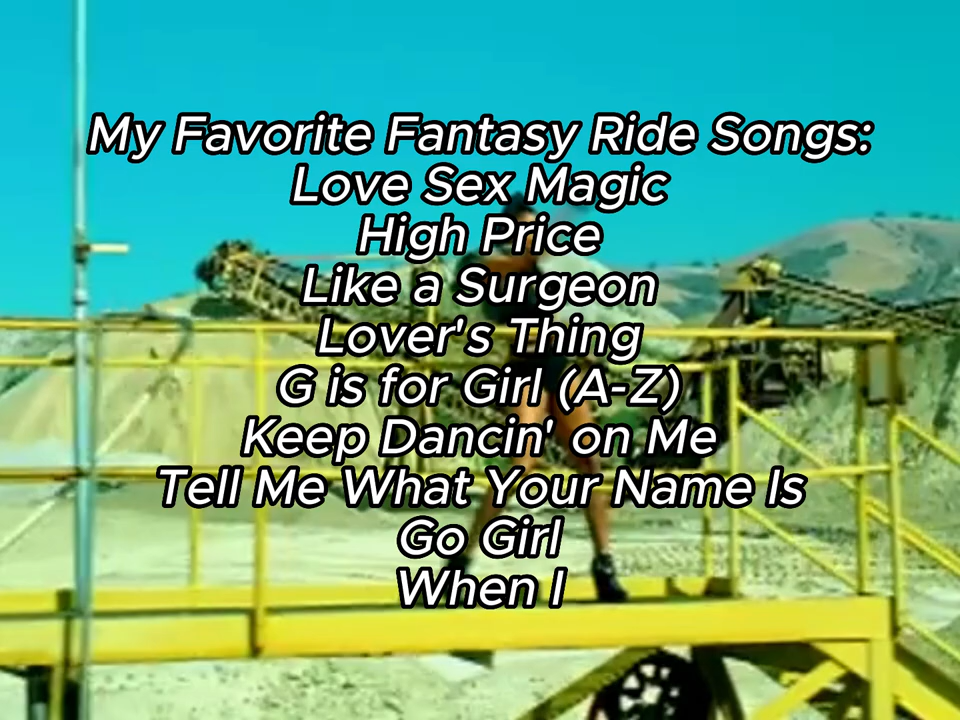 My Favorite Fantasy Ride Songs:
Love Sex Magic
High Price
Like a Surgeon
Lover's Thing
G is for Girl (A-Z)
Keep Dancin' on Me
Tell Me What Your Name Is
Go Girl
When I